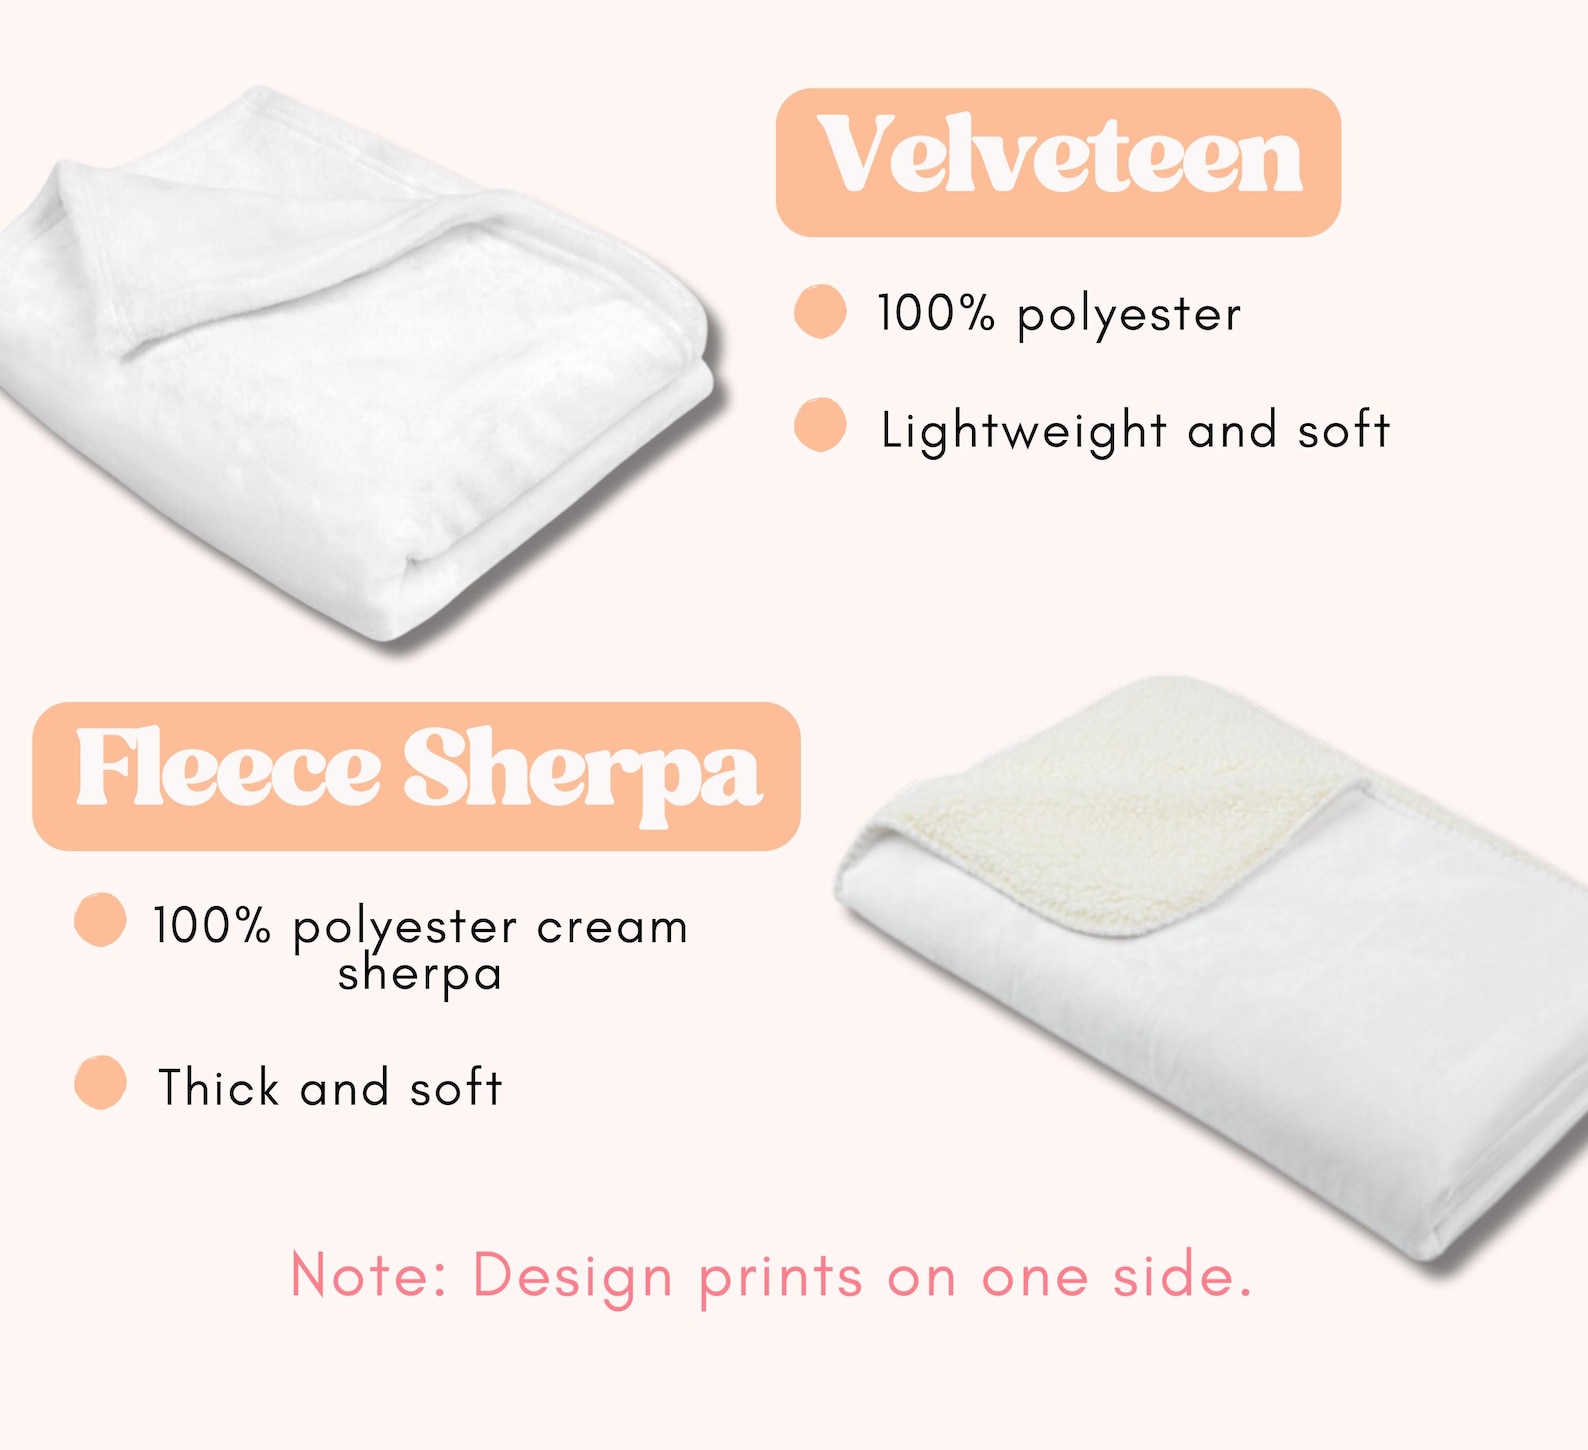 Velveteen
100% polyester
Lightweight and soft
Fleece Sherpa
100% polyester cream
sherpa
Thick and soft
Note: Design prints on one side.